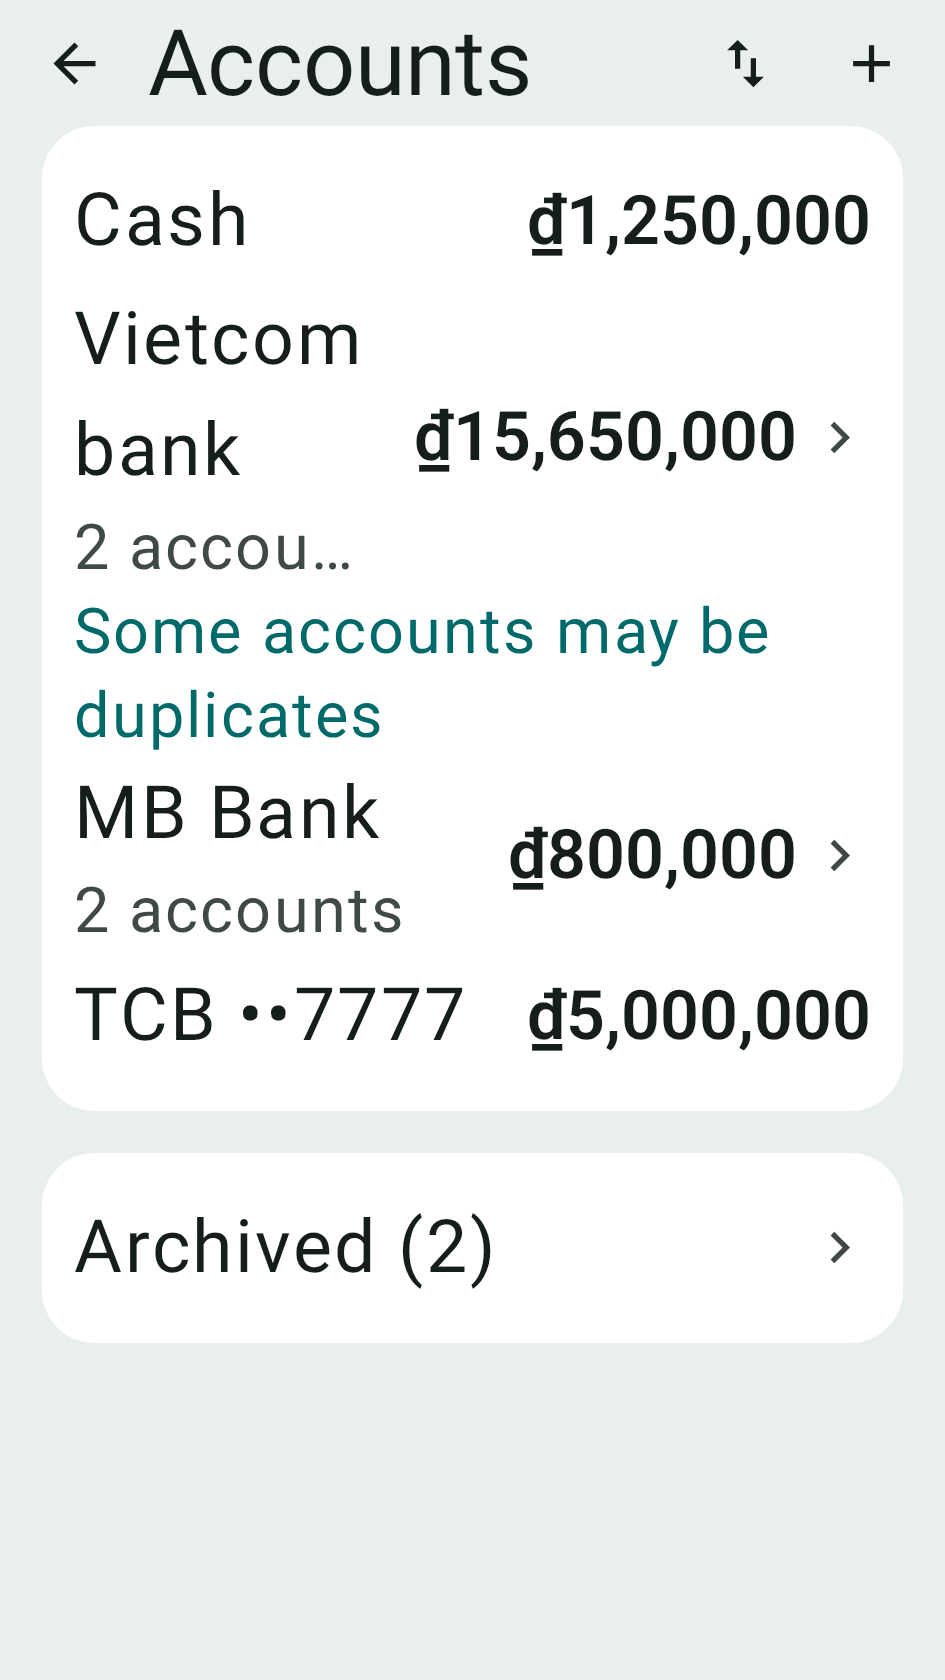 Accounts
Cash ₫1,250,000
Vietcom
bank ₫15,650,000
2 accou…
Some accounts may be
duplicates
MB Bank ₫800,000
2 accounts
TCB ••7777 ₫5,000,000
Archived (2)